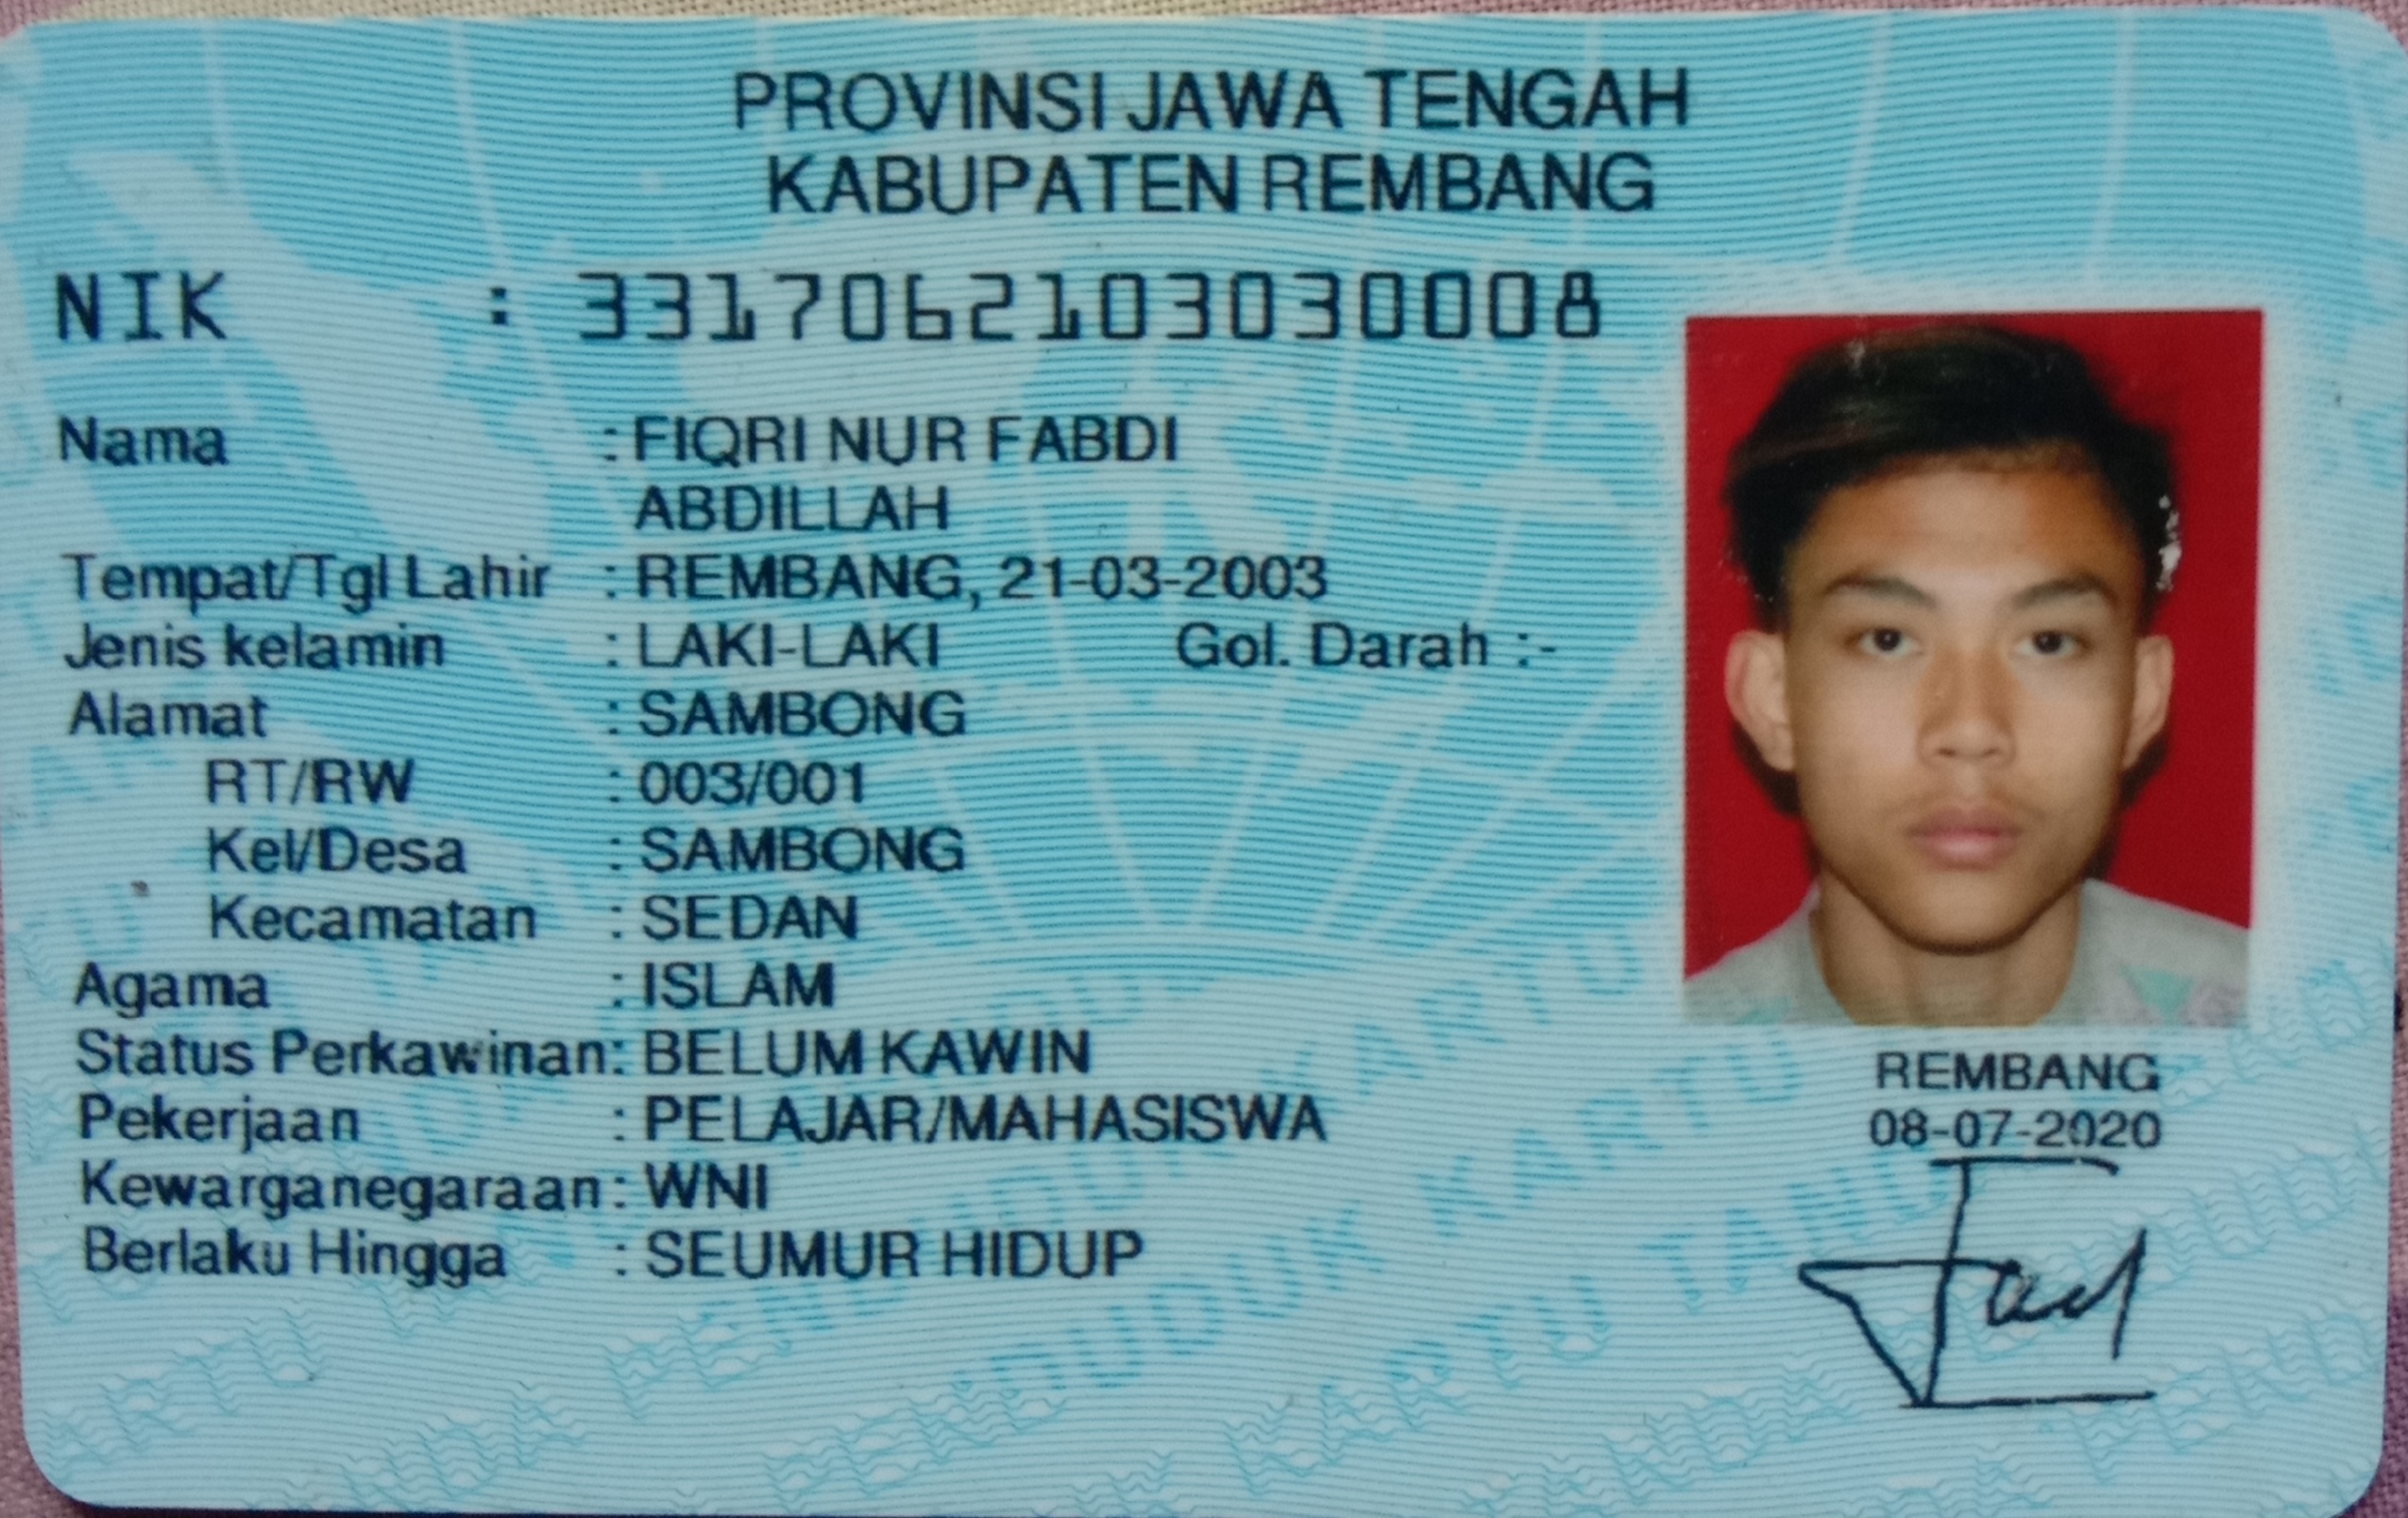 PROVINSI JAWA TENGAH
KABUPATEN REMBANG
NIK : 3317062103030008
Nama : FIQRI NUR FABDI
ABDILLAH
Tempat/Tgl Lahir : REMBANG, 21-03-2003
Jenis kelamin : LAKI-LAKI Gol. Darah :-
Alamat : SAMBONG
RT/RW : 003/001
Kel/Desa : SAMBONG
Kecamatan : SEDAN
Agama : ISLAM
Status Perkawinan: BELUM KAWIN
Pekerjaan : PELAJAR/MAHASISWA
Kewarganegaraan: WNI
Berlaku Hingga : SEUMUR HIDUP
REMBANG
08-07-2020